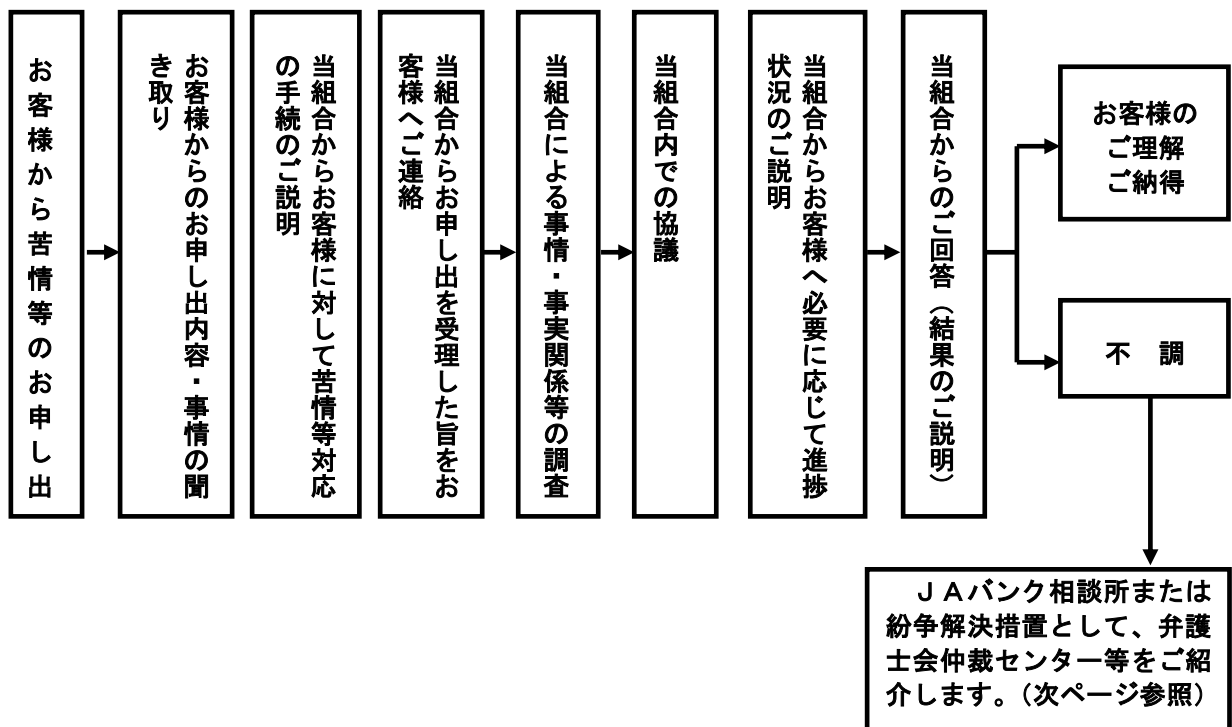 お客様から苦情等のお申し出
お客様からのお申し出内容・事情の聞
き取り
当組合からお客様に対して苦情等対応
の手続のご説明
当組合からお申し出を受理した旨をお
客様へご連絡
当組合による事情・事実関係等の調査
当組合内での協議
当組合からお客様へ必要に応じて進捗
状況のご説明
当組合からのご回答（結果のご説明）
お客様の
ご理解
ご納得
不　調
ＪＡバンク相談所または
紛争解決措置として、弁護
士会仲裁センター等をご紹
介します。（次ページ参照）